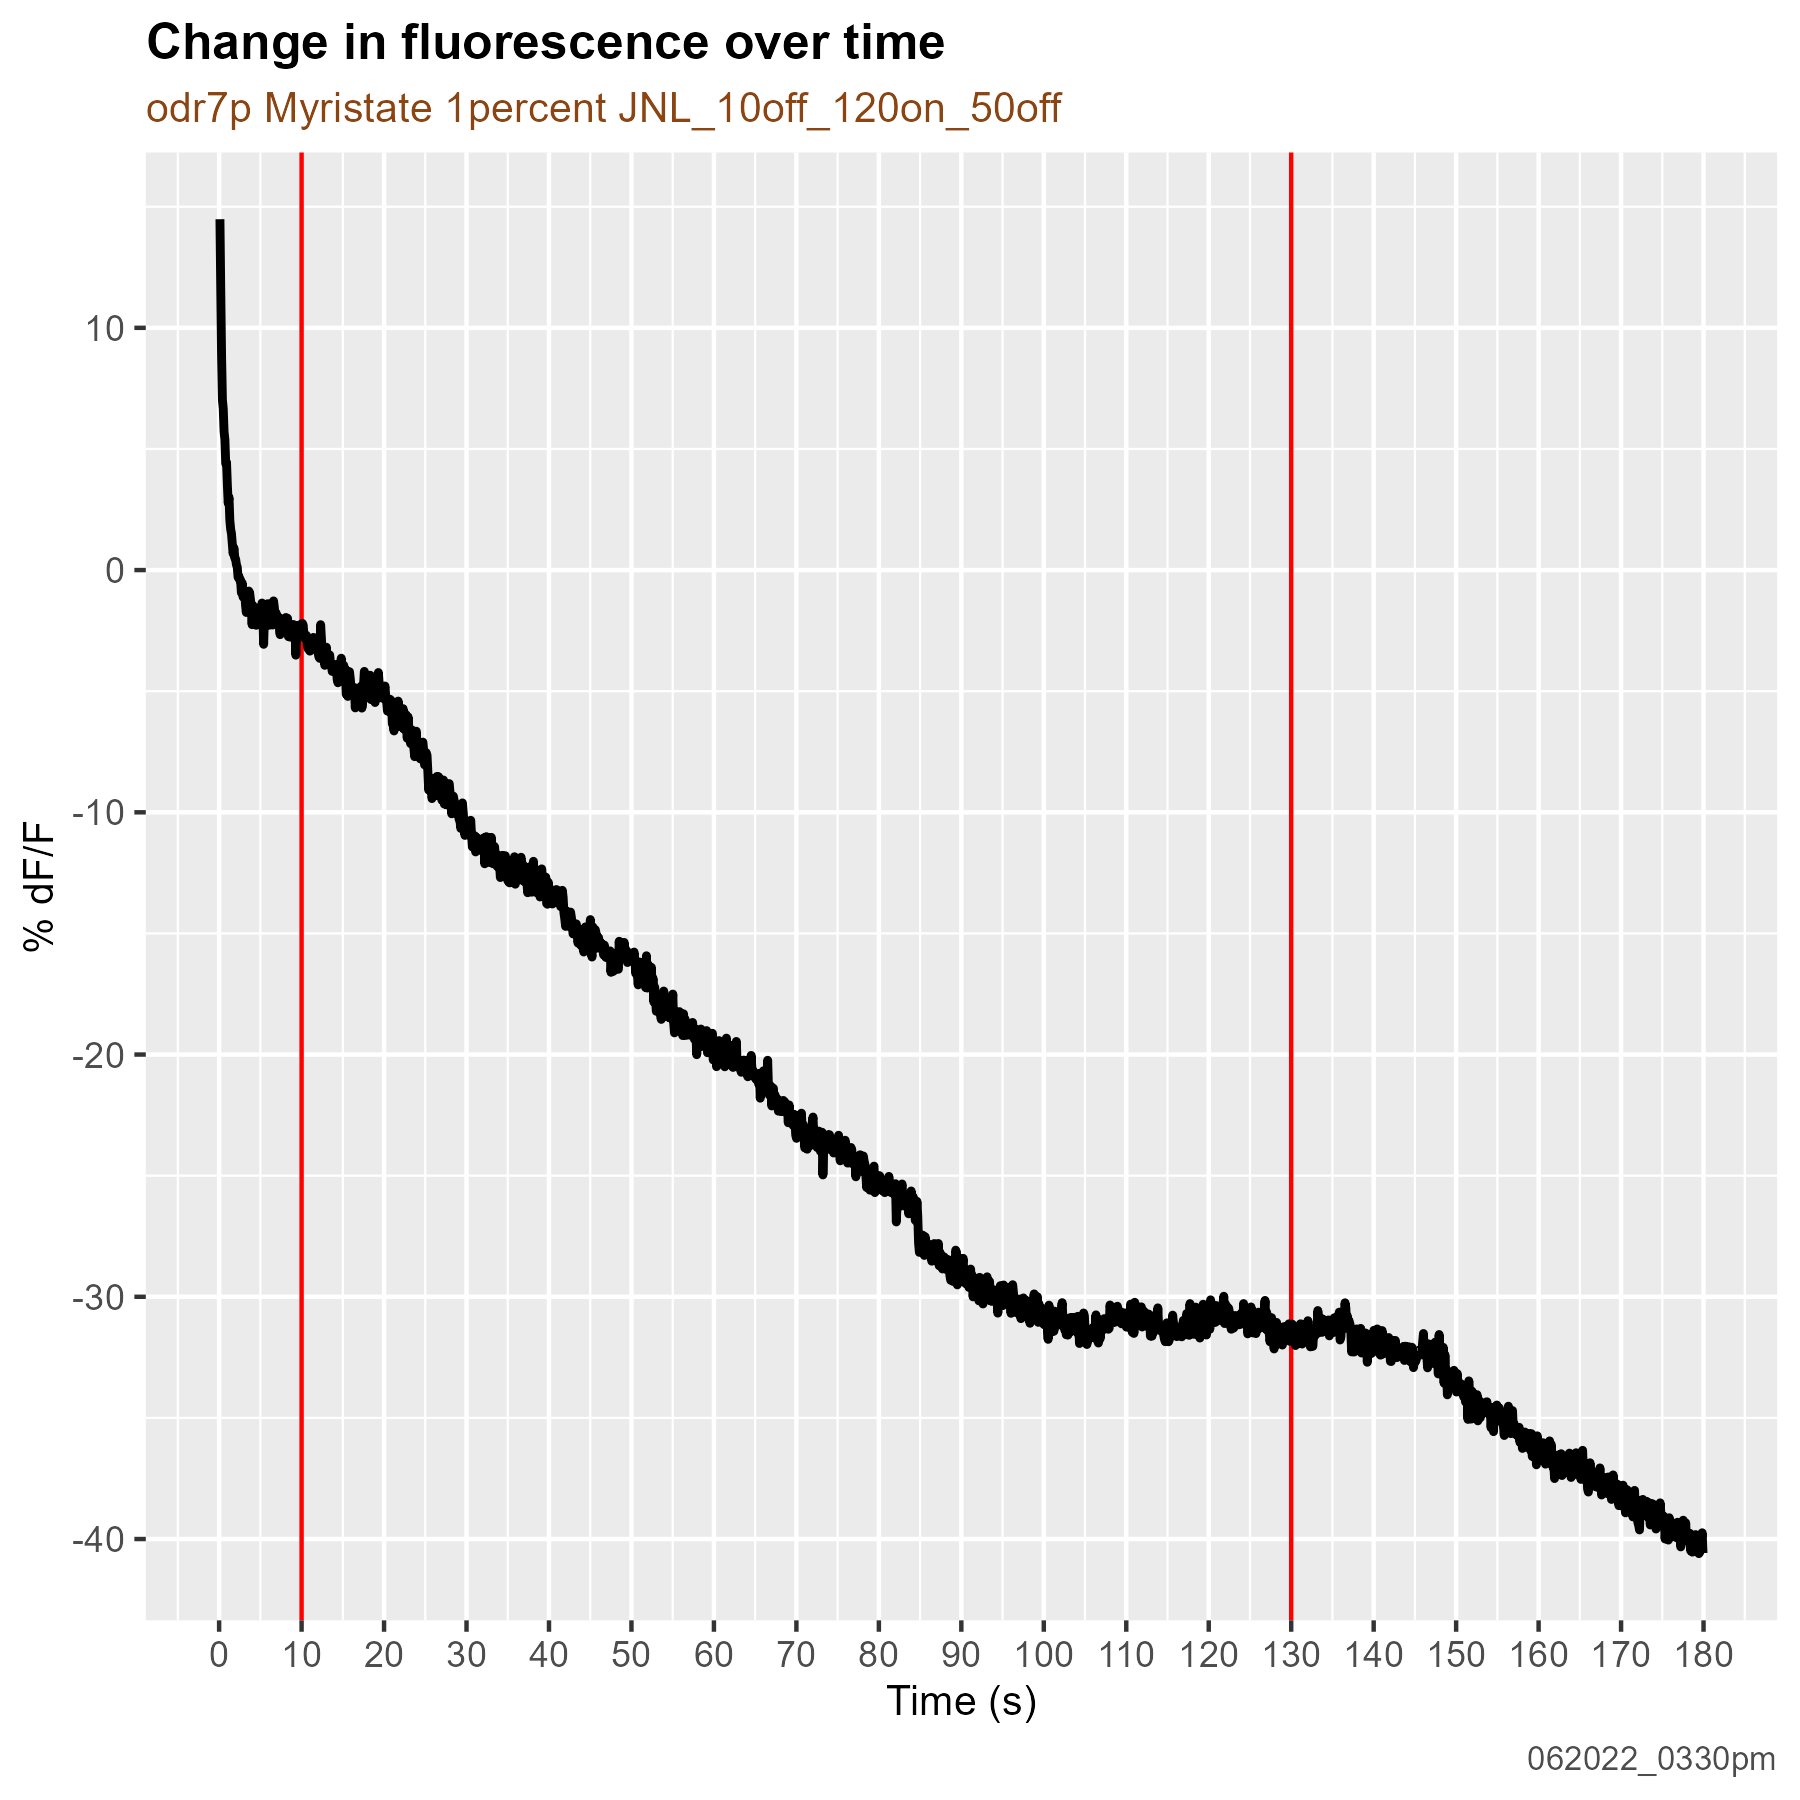 Change in fluorescence over time
odr7p Myristate 1percent JNL_10off_120on_50off
% dF/F
10
0
-10
-20
-30
-40
0 10 20 30 40 50 60 70 80 90 100 110 120 130 140 150 160 170 180
Time (s)
062022_0330pm